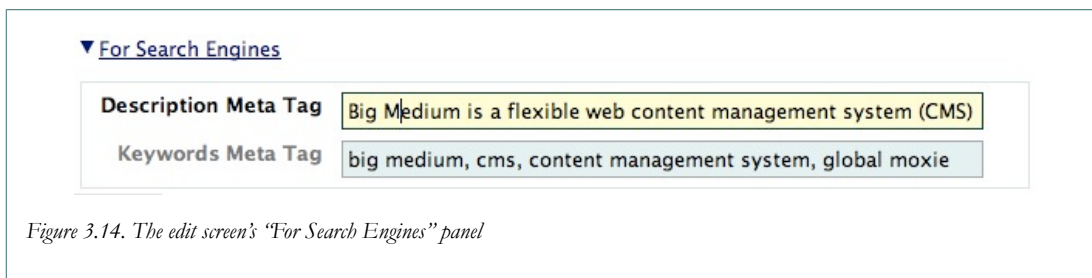 ▼ For Search Engines
Description Meta Tag Big Medium is a flexible web content management system (CMS)
Keywords Meta Tag big medium, cms, content management system, global moxie
Figure 3.14. The edit screen's “For Search Engines” panel